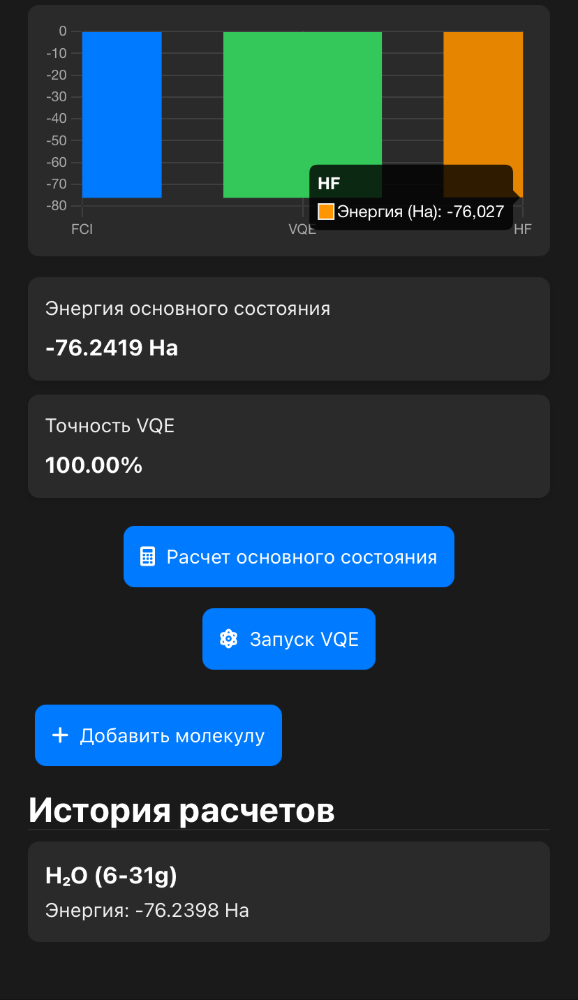 0
-10
-20
-30
-40
-50
-60
-70
-80
FCI
VQE
HF
HF
Энергия (Ha): -76,027
Энергия основного состояния
-76.2419 Ha
Точность VQE
100.00%
Расчет основного состояния
Запуск VQE
Добавить молекулу
История расчетов
H₂O (6-31g)
Энергия: -76.2398 Ha